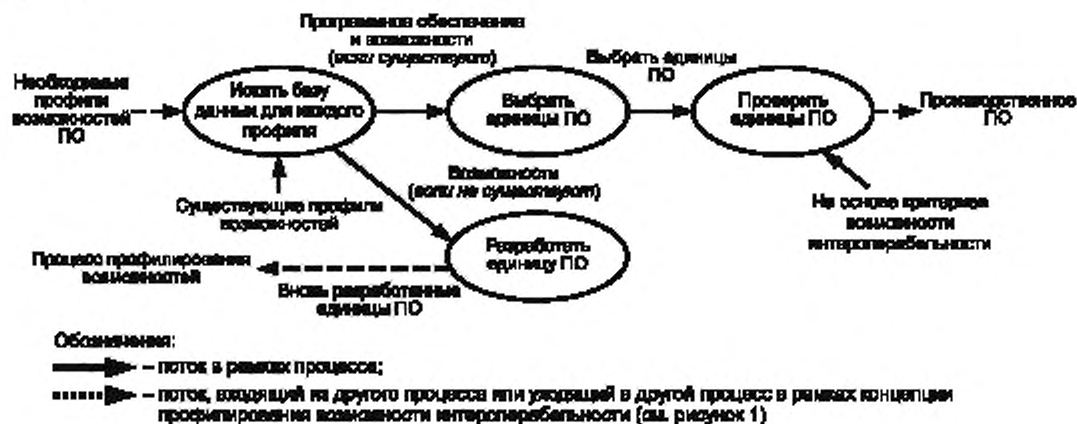 Программное обеспечение
и возможности
(если существуют)
Необходимые
профили
возможностей
ПО
Искать базу
данных для каждого
профиля
Выбрать
единицы ПО
Выбрать единицы
ПО
Проверить
единицы ПО
Производственное
ПО
Возможности
(если не существуют)
Существующие профили
возможностей
На основе критериев
возможности
интероперабельности
Разработать
единицу ПО
Процесс профилирования
возможностей
Вновь разработанные
единицы ПО
Обозначения:
– поток в рамках процесса;
– поток, входящий из другого процесса или уходящий в другой процесс в рамках концепции
профилирования возможности интероперабельности (см. рисунок 1)